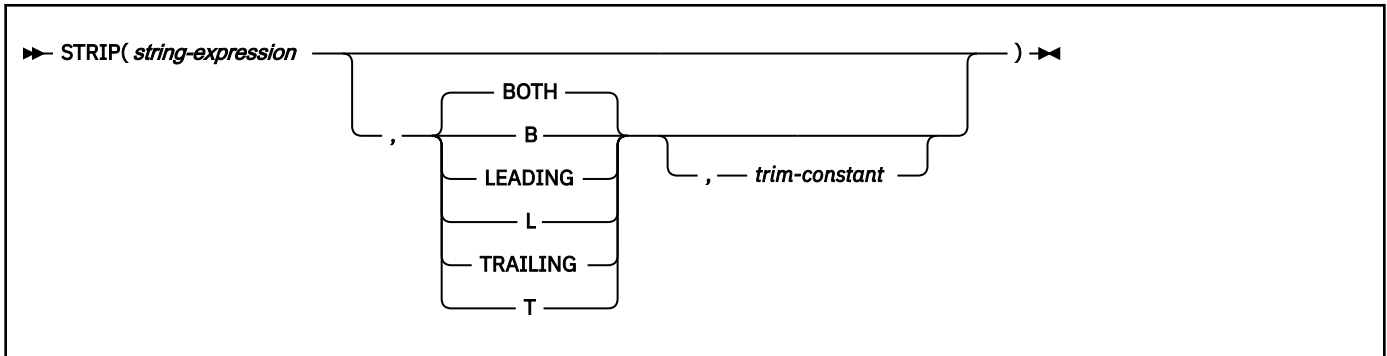 STRIP( string-expression )
BOTH
, B
LEADING , trim-constant
L
TRAILING
T